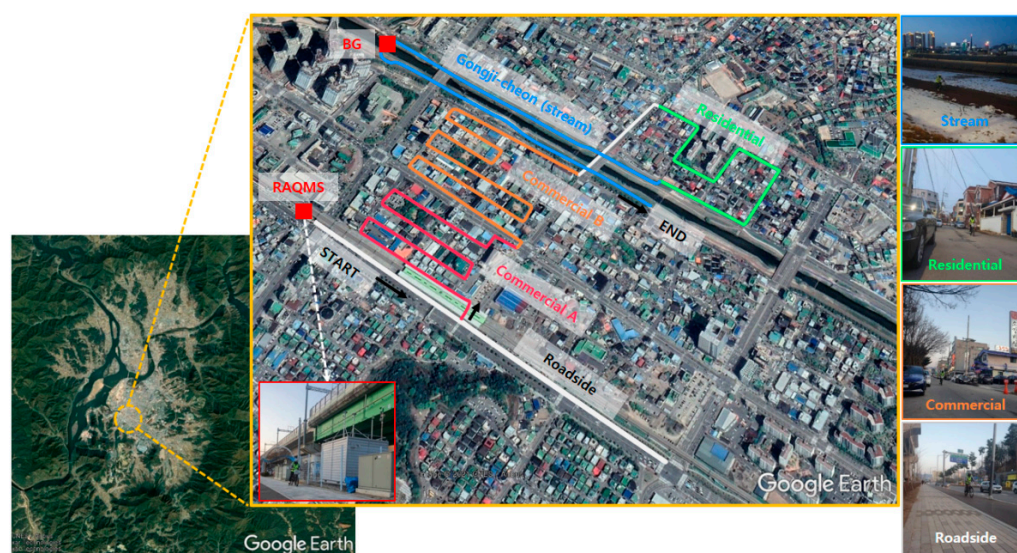 BG
Gongji-cheon (stream)
Residential
Stream
RAQMS
Commercial B
END
START
Commercial A
Residential
Roadside
Commercial
Google Earth
Google Earth
Roadside